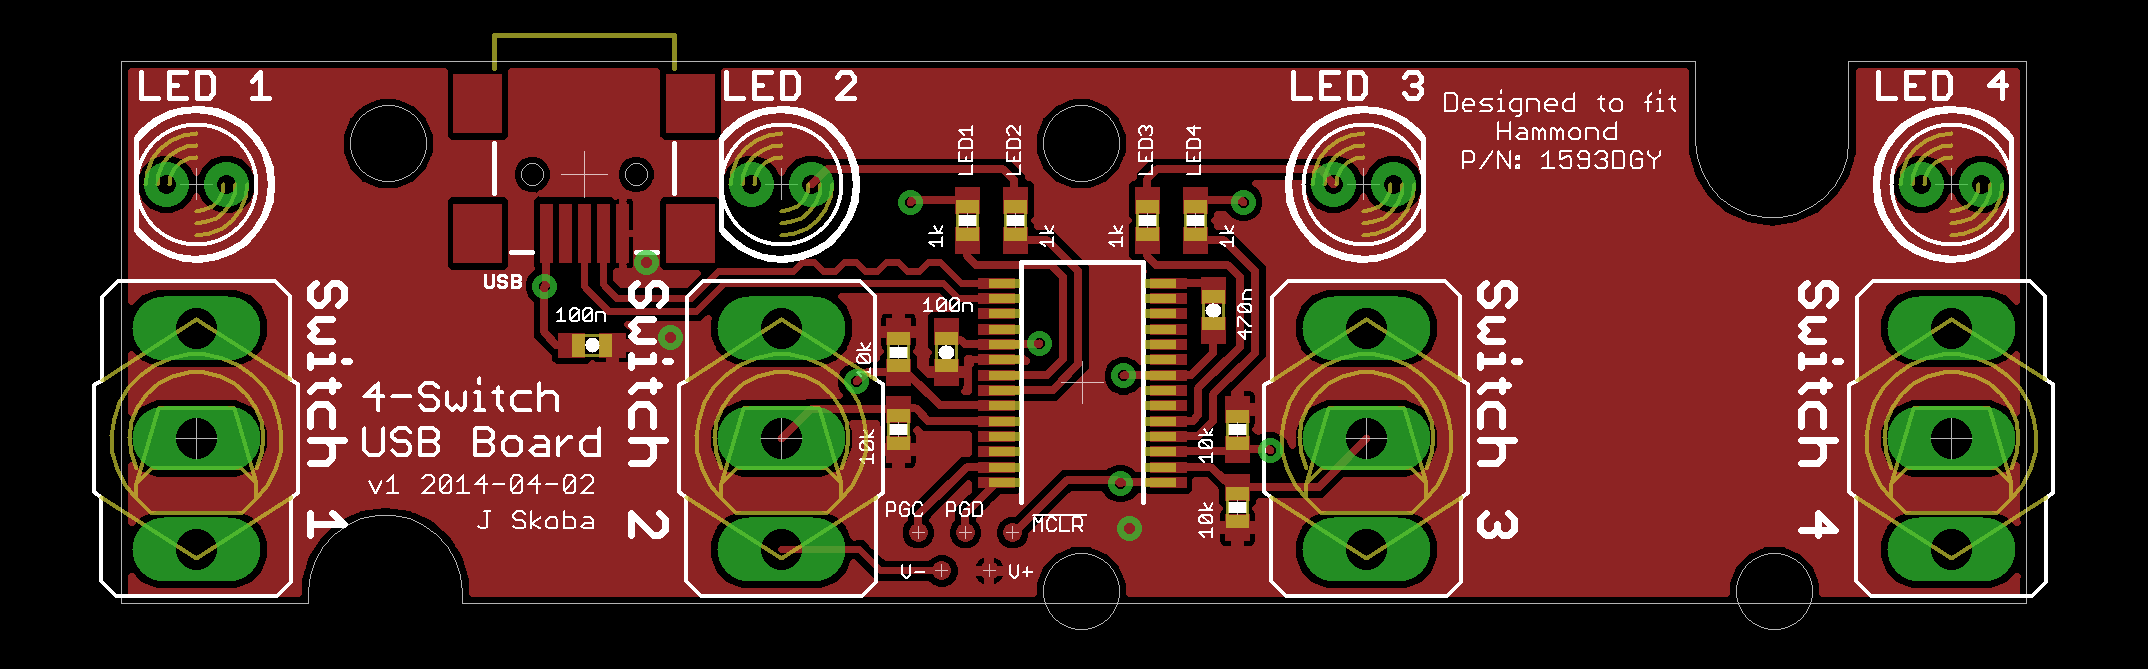 LED 1
LED 2
LED 3
LED 4
Designed to fit
Hammond
P/N: 1593DGY
LED1
LED2
LED3
LED4
1k
1k
1k
1k
USB
100n
100n
470n
10k
10k
10k
10k
Switch 1
Switch 2
Switch 3
Switch 4
4-Switch
USB Board
v1 2014-04-02
J Skoba
PGC
PGD
MCLR
V-
V+